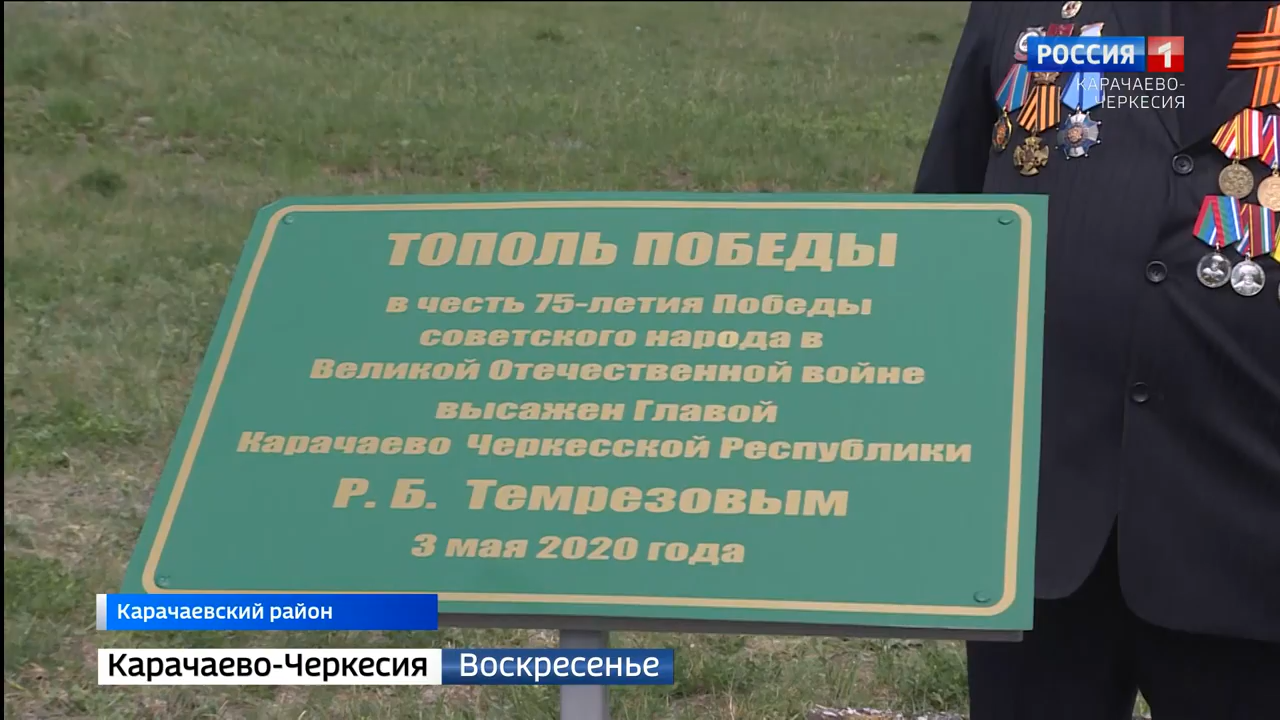 РОССИЯ 1
КАРАЧАЕВО-
ЧЕРКЕСИЯ
ТОПОЛЬ ПОБЕДЫ
в честь 75-летия Победы
советского народа в
Великой Отечественной войне
высажен Главой
Карачаево Черкесской Республики
Р. Б. Темрезовым
3 мая 2020 года
Карачаевский район
Карачаево-Черкесия Воскресенье